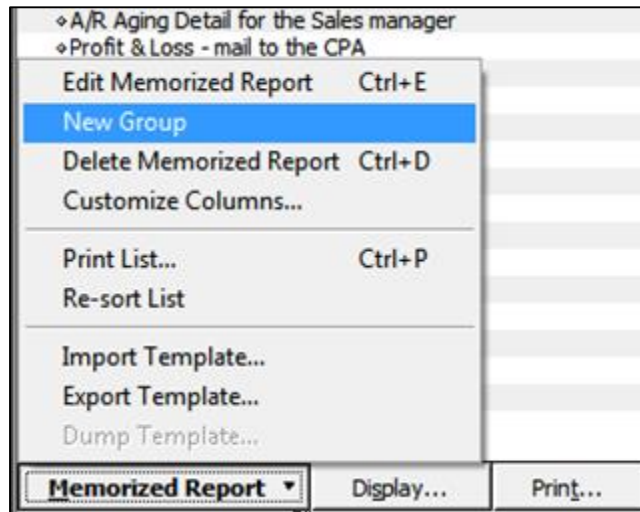 ◆A/R Aging Detail for the Sales manager
◆Profit & Loss - mail to the CPA
Edit Memorized Report Ctrl+E
New Group
Delete Memorized Report Ctrl+D
Customize Columns...
Print List... Ctrl+P
Re-sort List
Import Template...
Export Template...
Dump Template...
Memorized Report ▼ Display... Print...